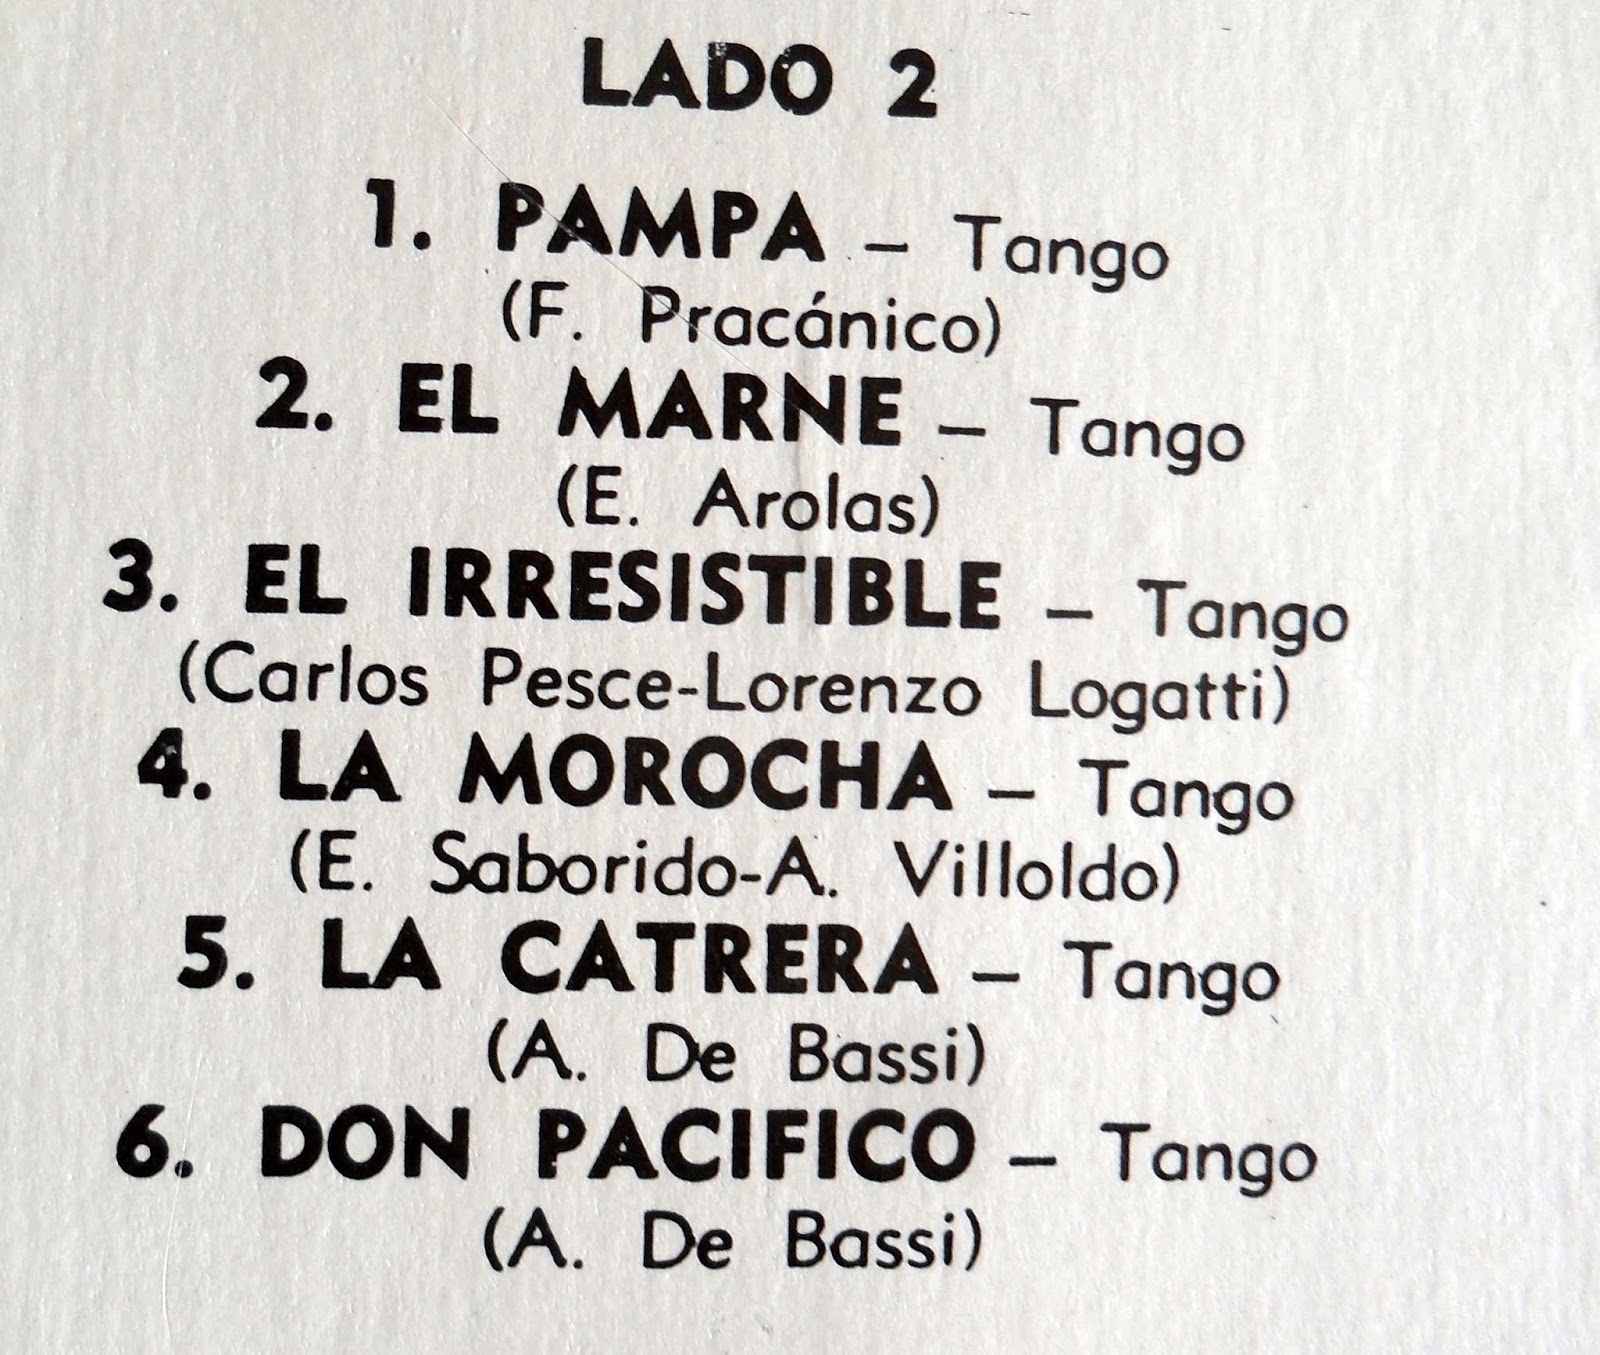 LADO 2
1. PAMPA – Tango
(F. Pracánico)
2. EL MARNE – Tango
(E. Arolas)
3. EL IRRESISTIBLE – Tango
(Carlos Pesce-Lorenzo Logatti)
4. LA MOROCHA – Tango
(E. Saborido-A. Villoldo)
5. LA CATRERA – Tango
(A. De Bassi)
6. DON PACIFICO – Tango
(A. De Bassi)